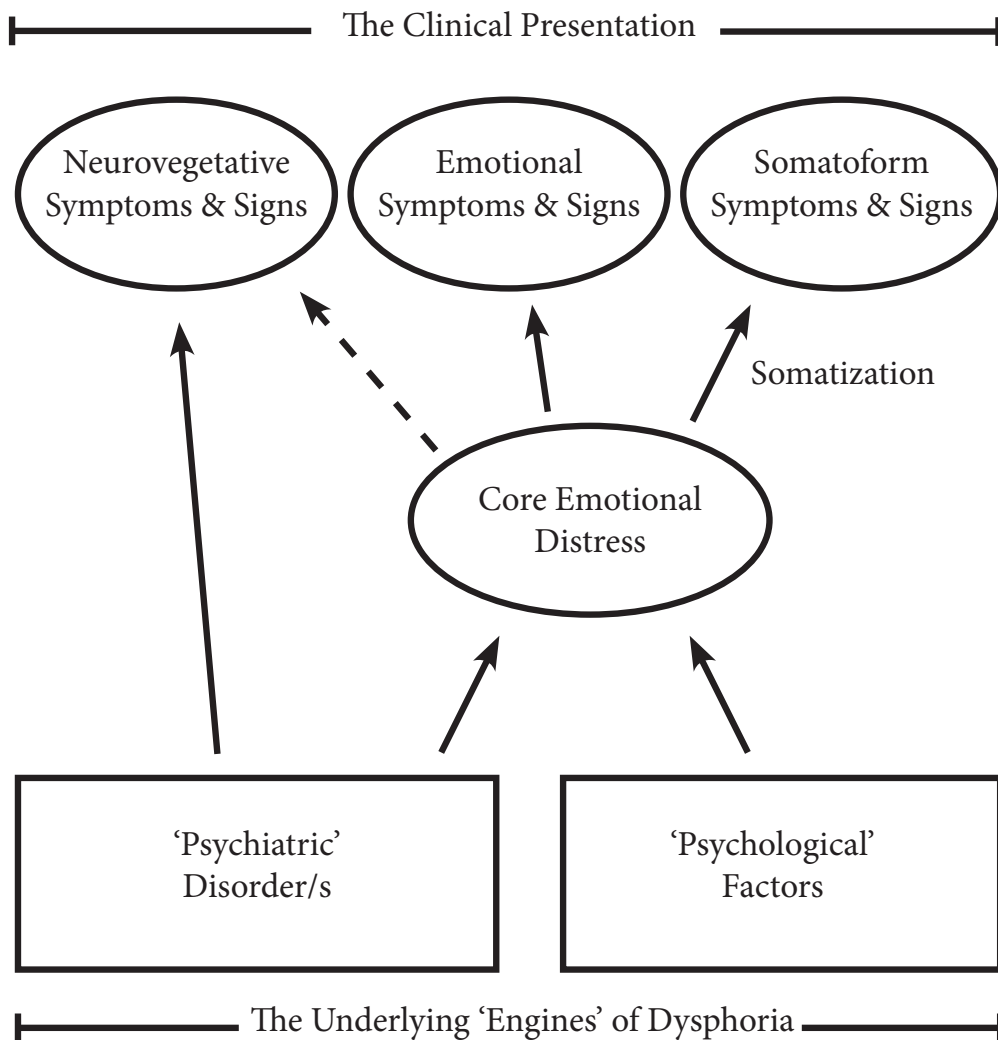 The Clinical Presentation
Neurovegetative
Symptoms & Signs
Emotional
Symptoms & Signs
Somatoform
Symptoms & Signs
Somatization
Core Emotional
Distress
‘Psychiatric’
Disorder/s
‘Psychological’
Factors
The Underlying ‘Engines’ of Dysphoria